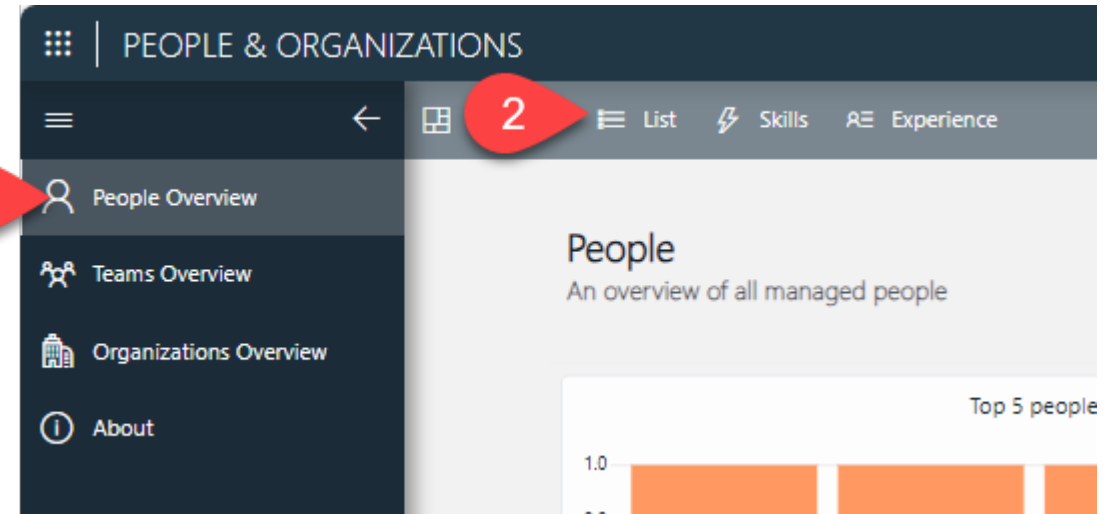 PEOPLE & ORGANIZATIONS
2
List Skills Experience
People Overview
Teams Overview
Organizations Overview
About
People
An overview of all managed people
Top 5 people
1.0